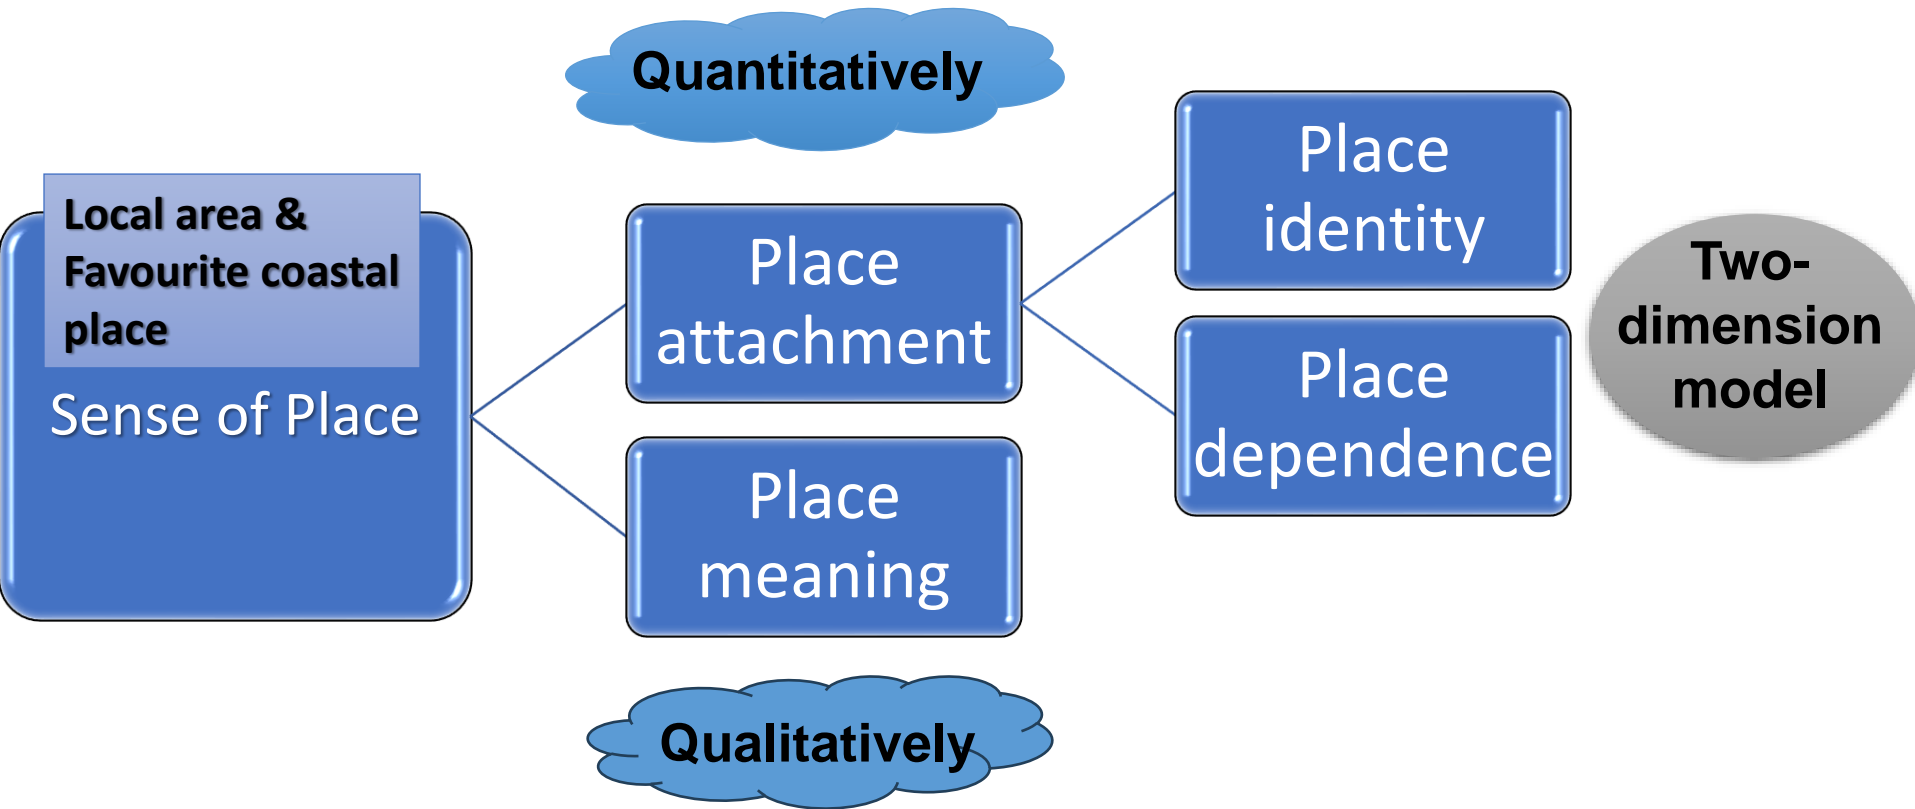 Quantitatively
Local area &
Favourite coastal
place
Sense of Place
Place
attachment
Place
meaning
Place
identity
Place
dependence
Two-
dimension
model
Qualitatively